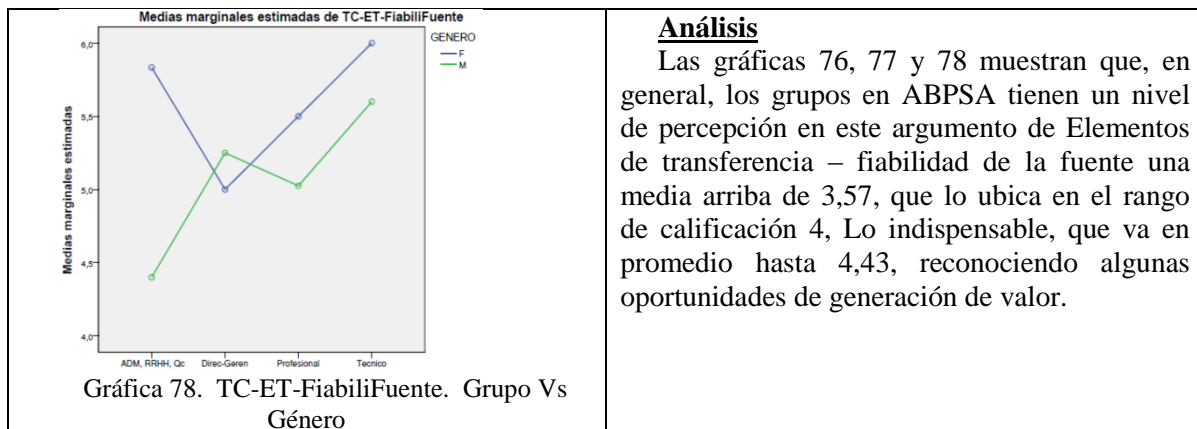 Medias marginales estimadas de TC-ET-FiabiliFuente
GENERO
F
M
Medias marginales estimadas
6,0
5,5
5,0
4,5
4,0
ADM, RRHH, Qc
Direc-Geren
Profesional
Tecnico
Gráfica 78. TC-ET-FiabiliFuente. Grupo Vs
Género
Análisis
Las gráficas 76, 77 y 78 muestran que, en
general, los grupos en ABPSA tienen un nivel
de percepción en este argumento de Elementos
de transferencia – fiabilidad de la fuente una
media arriba de 3,57, que lo ubica en el rango
de calificación 4, Lo indispensable, que va en
promedio hasta 4,43, reconociendo algunas
oportunidades de generación de valor.